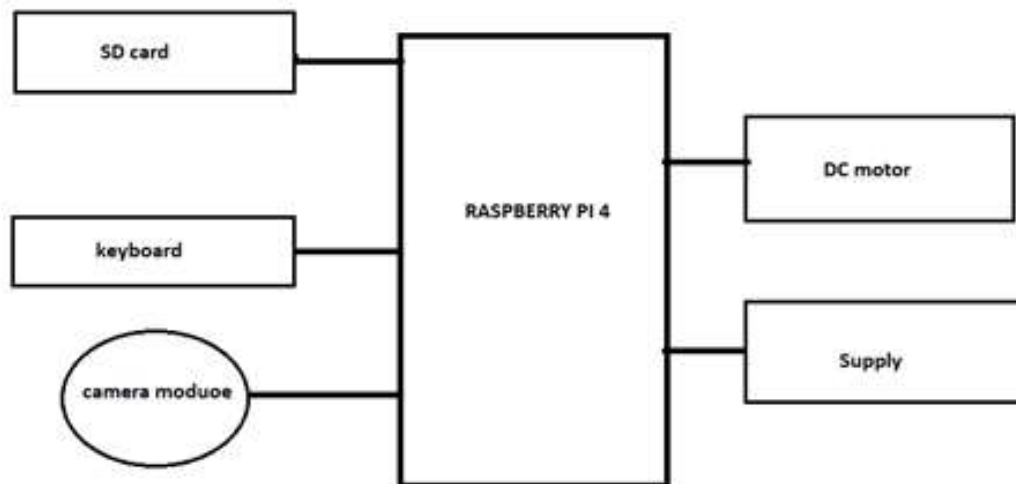 SD card
keyboard
camera moduoe
RASPBERRY PI 4
DC motor
Supply